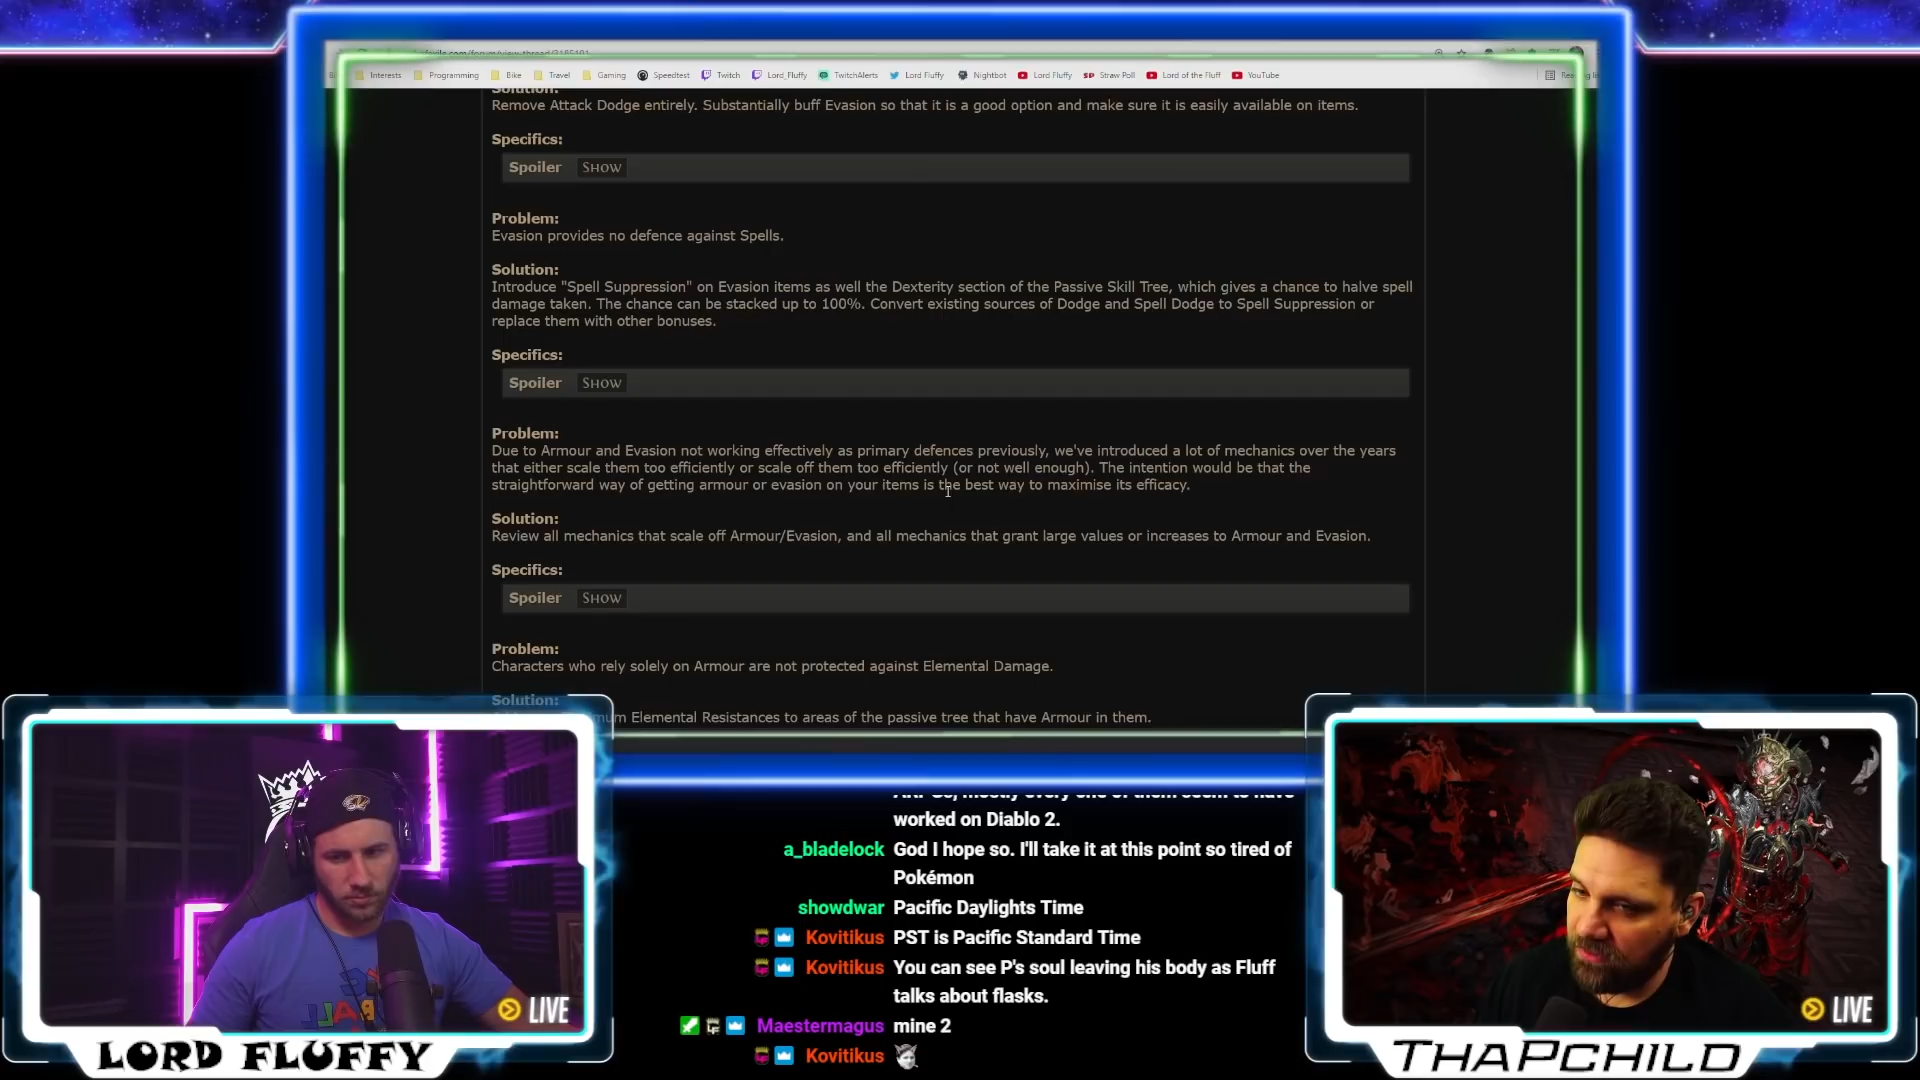 Interests
Programming
Bike
Travel
Gaming
Speedtest
Twitch
Lord_Fluffy
TwitchAlerts
Lord Fluffy
Nightbot
Lord Fluffy
SP Straw Poll
Lord of the Fluff
YouTube
Solution:
Remove Attack Dodge entirely. Substantially buff Evasion so that it is a good option and make sure it is easily available on items.
Specifics:
Spoiler SHOW
Problem:
Evasion provides no defence against Spells.
Solution:
Introduce "Spell Suppression" on Evasion items as well the Dexterity section of the Passive Skill Tree, which gives a chance to halve spell
damage taken. The chance can be stacked up to 100%. Convert existing sources of Dodge and Spell Dodge to Spell Suppression or
replace them with other bonuses.
Specifics:
Spoiler SHOW
Problem:
Due to Armour and Evasion not working effectively as primary defences previously, we've introduced a lot of mechanics over the years
that either scale them too efficiently or scale off them too efficiently (or not well enough). The intention would be that the
straightforward way of getting armour or evasion on your items is the best way to maximise its efficacy.
Solution:
Review all mechanics that scale off Armour/Evasion, and all mechanics that grant large values or increases to Armour and Evasion.
Specifics:
Spoiler SHOW
Problem:
Characters who rely solely on Armour are not protected against Elemental Damage.
Solution:
Elemental Resistances to areas of the passive tree that have Armour in them.
worked on Diablo 2.
a_bladelock God I hope so. I'll take it at this point so tired of
Pokémon
showdwar Pacific Daylights Time
Kovitikus PST is Pacific Standard Time
Kovitikus You can see P's soul leaving his body as Fluff
talks about flasks.
Maestermagus mine 2
Kovitikus
LIVE
LORD FLUFFY
LIVE
THAPCHILD